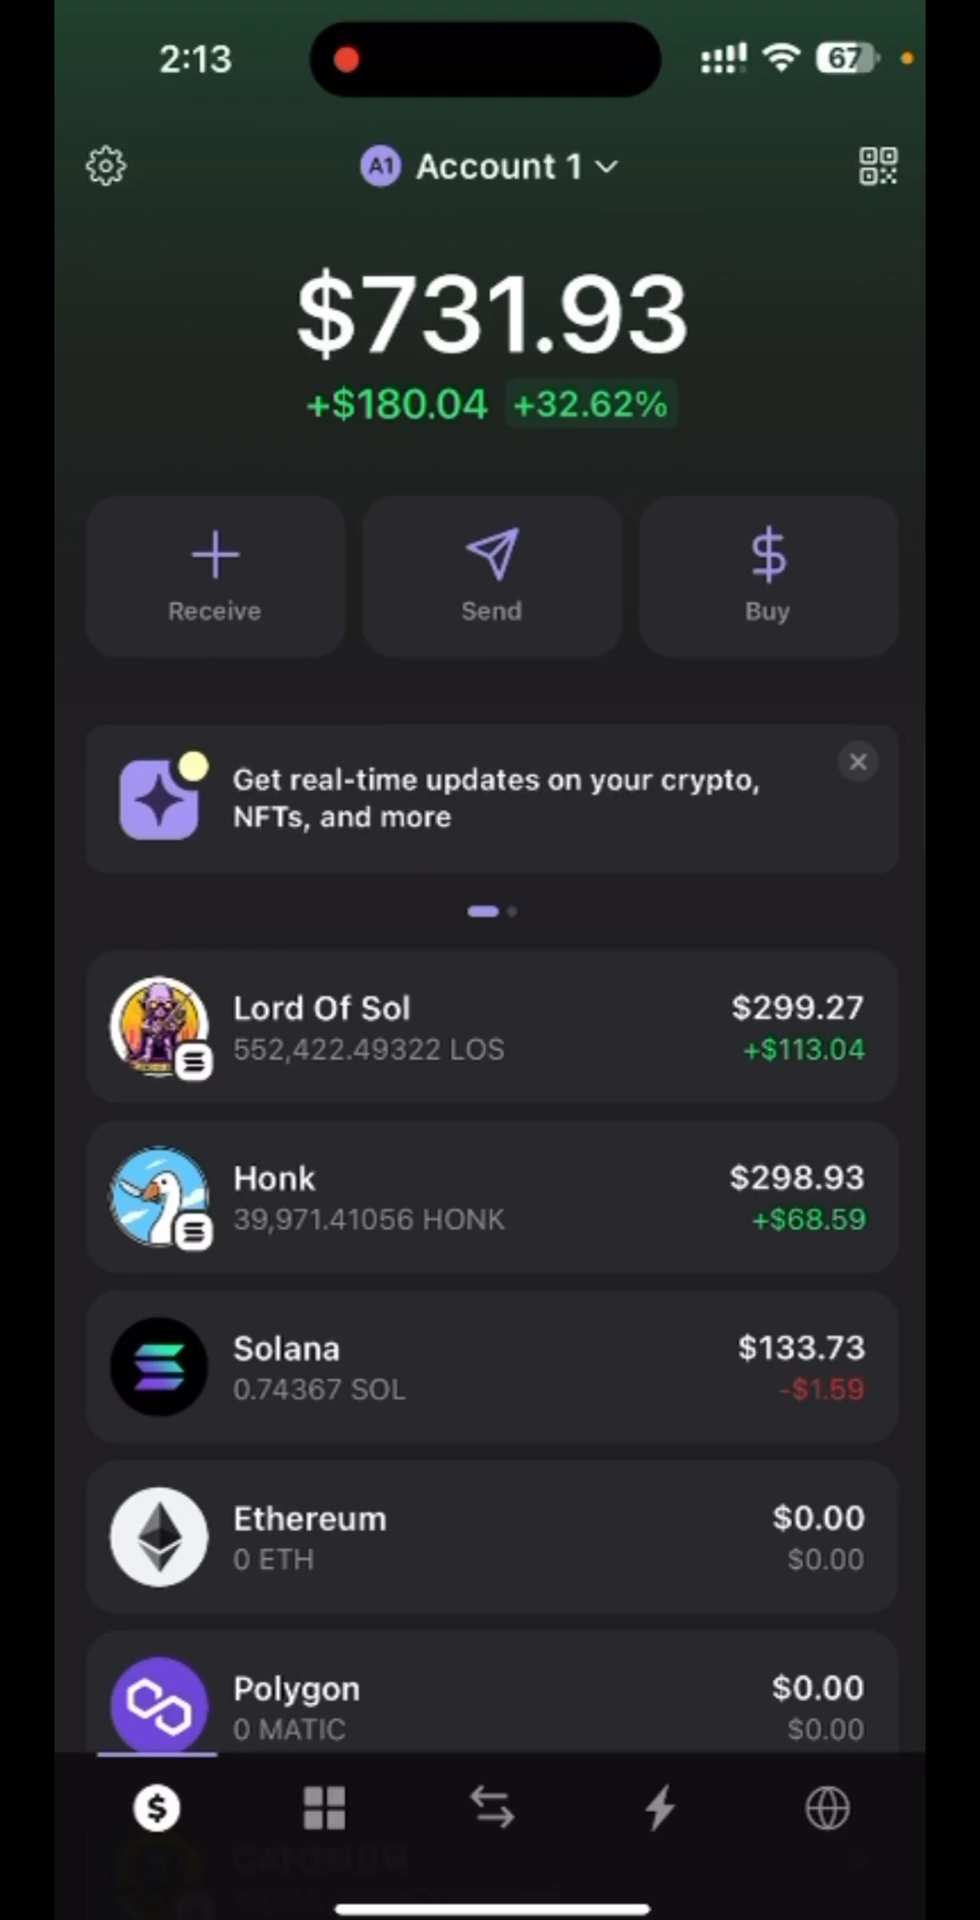 2:13
67
A1 Account 1
$731.93
+$180.04 +32.62%
Receive
Send
Buy
Get real-time updates on your crypto,
NFTs, and more
Lord Of Sol
$299.27
552,422.49322 LOS
+$113.04
Honk
$298.93
39,971.41056 HONK
+$68.59
Solana
$133.73
0.74367 SOL
-$1.59
Ethereum
$0.00
0 ETH
$0.00
Polygon
$0.00
0 MATIC
$0.00